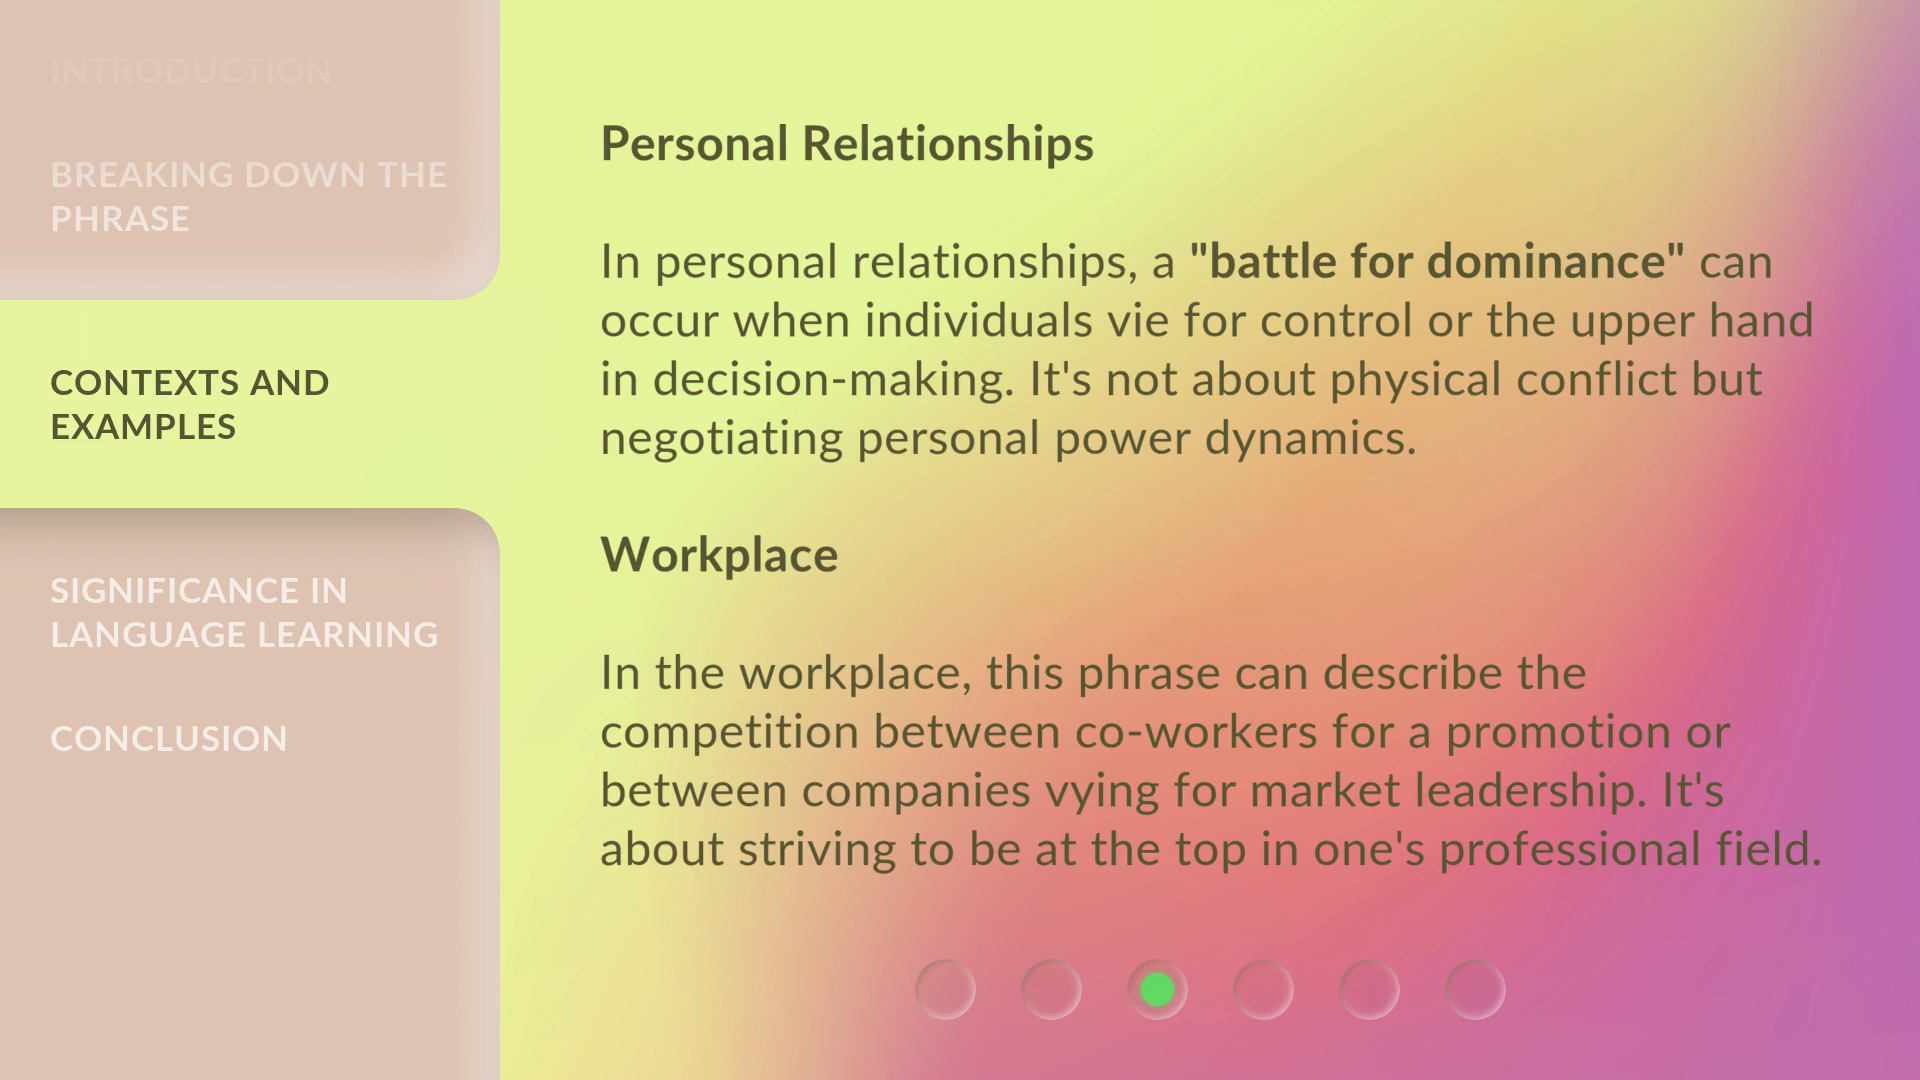 INTRODUCTION
BREAKING DOWN THE
PHRASE
CONTEXTS AND
EXAMPLES
SIGNIFICANCE IN
LANGUAGE LEARNING
CONCLUSION
Personal Relationships
In personal relationships, a "battle for dominance" can
occur when individuals vie for control or the upper hand
in decision-making. It's not about physical conflict but
negotiating personal power dynamics.
Workplace
In the workplace, this phrase can describe the
competition between co-workers for a promotion or
between companies vying for market leadership. It's
about striving to be at the top in one's professional field.